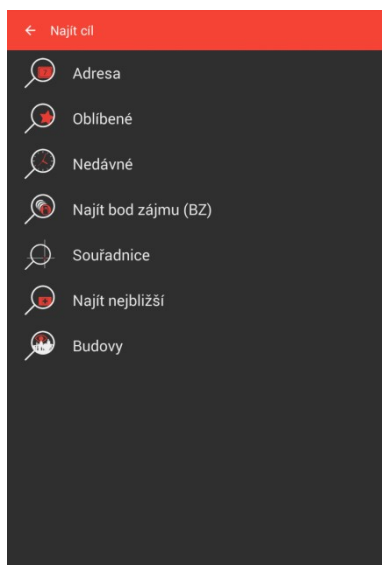 Najít cíl
Adresa
Oblíbené
Nedávné
Najít bod zájmu (BZ)
Souřadnice
Najít nejbližší
Budovy